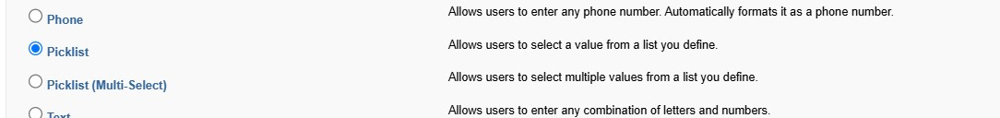 Phone Allows users to enter any phone number. Automatically formats it as a phone number.
Picklist Allows users to select a value from a list you define.
Picklist (Multi-Select) Allows users to select multiple values from a list you define.
Text Allows users to enter any combination of letters and numbers.